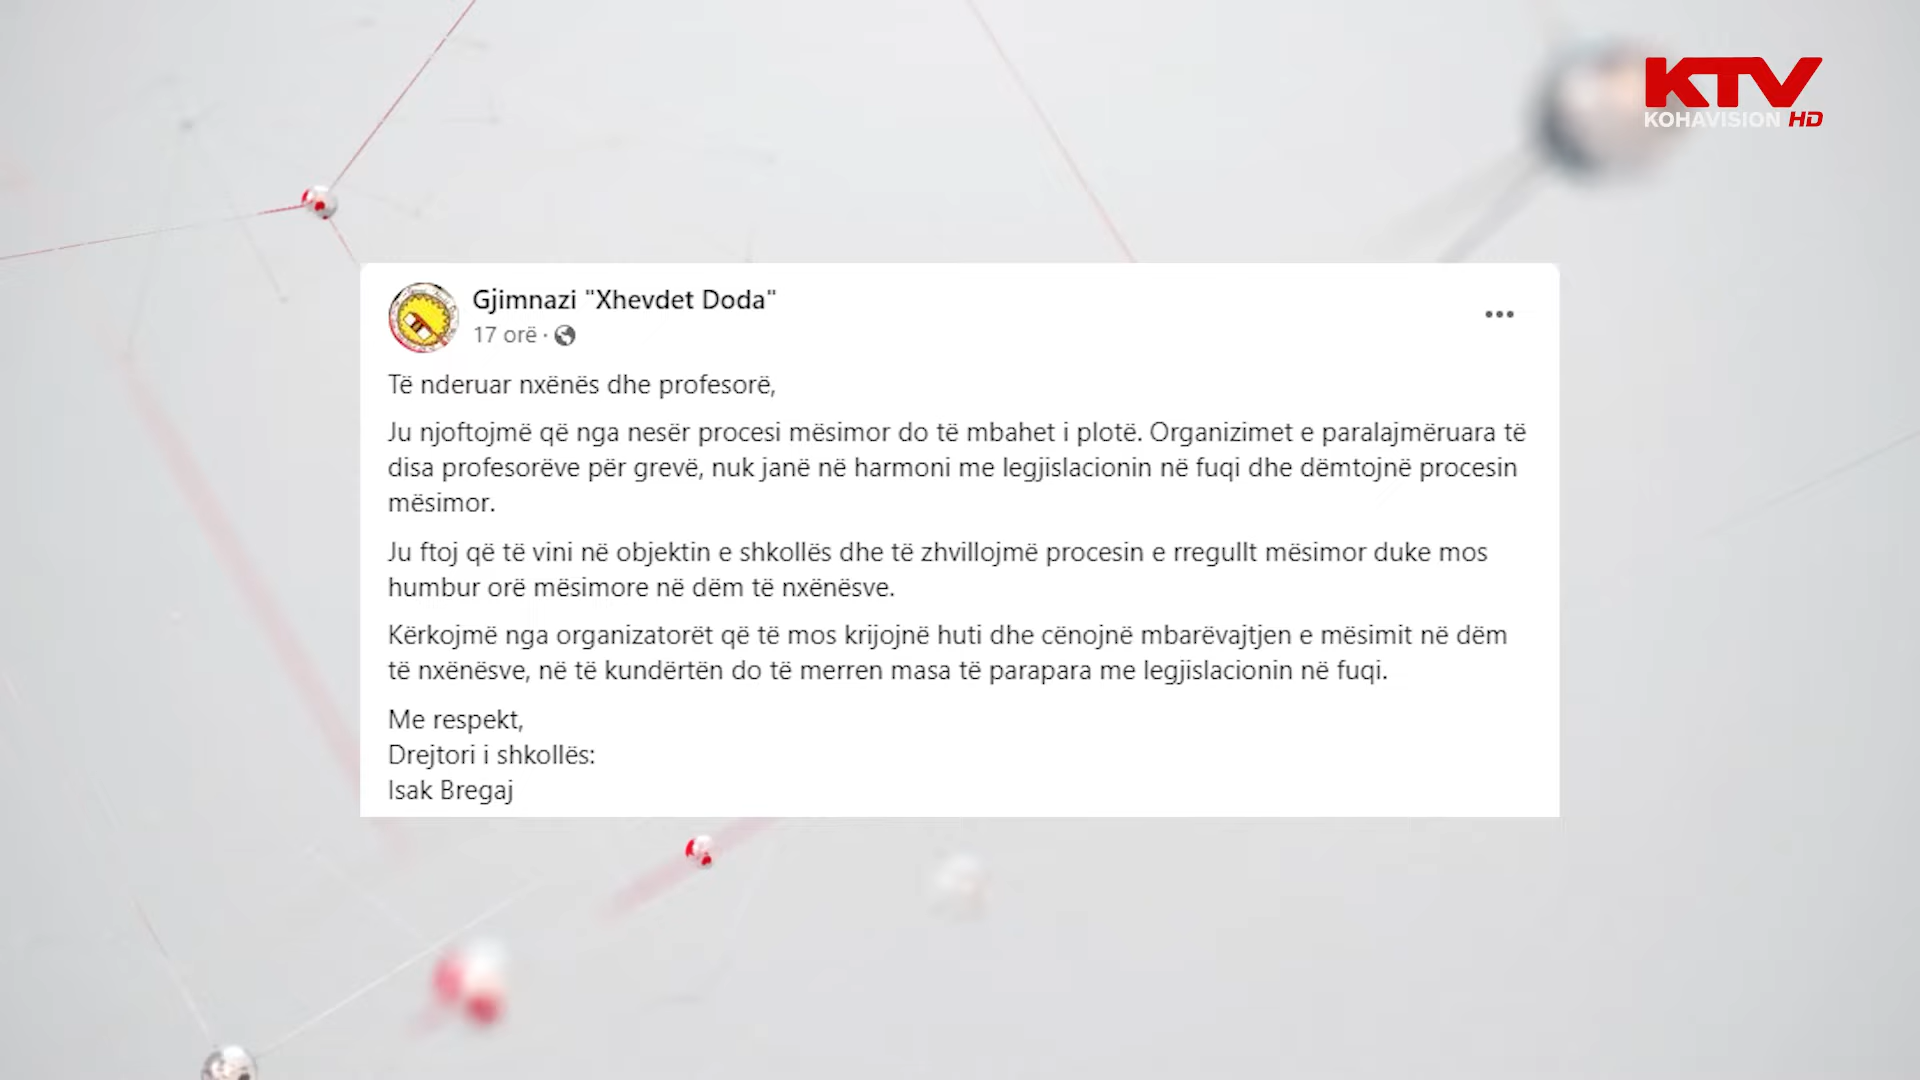 KTV
KOHAVISION HD
Gjimnazi "Xhevdet Doda"
17 orë ·
Të nderuar nxënës dhe profesorë,
Ju njoftojmë që nga nesër procesi mësimor do të mbahet i plotë. Organizimet e paralajmëruara të
disa profesorëve për grevë, nuk janë në harmoni me legjislacionin në fuqi dhe dëmtojnë procesin
mësimor.
Ju ftoj që të vini në objektin e shkollës dhe të zhvillojmë procesin e rregullt mësimor duke mos
humbur orë mësimore në dëm të nxënësve.
Kërkojmë nga organizatorët që të mos krijojnë huti dhe cënojnë mbarëvajtjen e mësimit në dëm
të nxënësve, në të kundërtën do të merren masa të parapara me legjislacionin në fuqi.
Me respekt,
Drejtori i shkollës:
Isak Bregaj